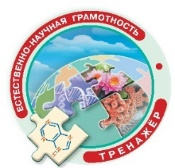 ЕСТЕСТВЕННО-НАУЧНАЯ ГРАМОТНОСТЬ
ТРЕНАЖЁР